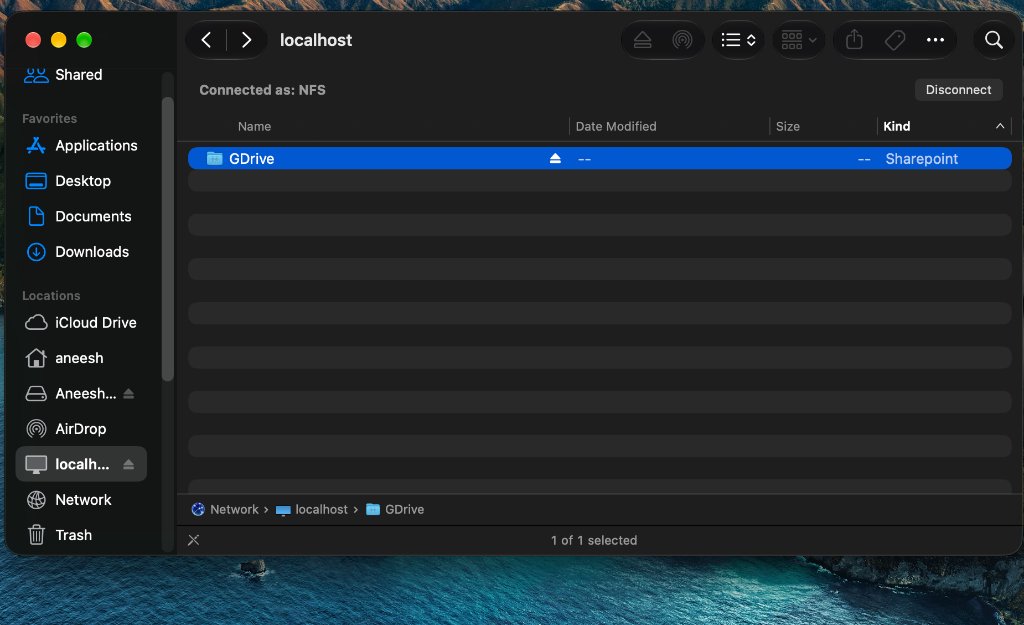 localhost
Shared
Connected as: NFS
Disconnect
Favorites
Name Date Modified Size Kind
Applications
GDrive -- -- Sharepoint
Desktop
Documents
Downloads
Locations
iCloud Drive
aneesh
Aneesh...
AirDrop
localh...
Network
Network › localhost › GDrive
Trash
1 of 1 selected